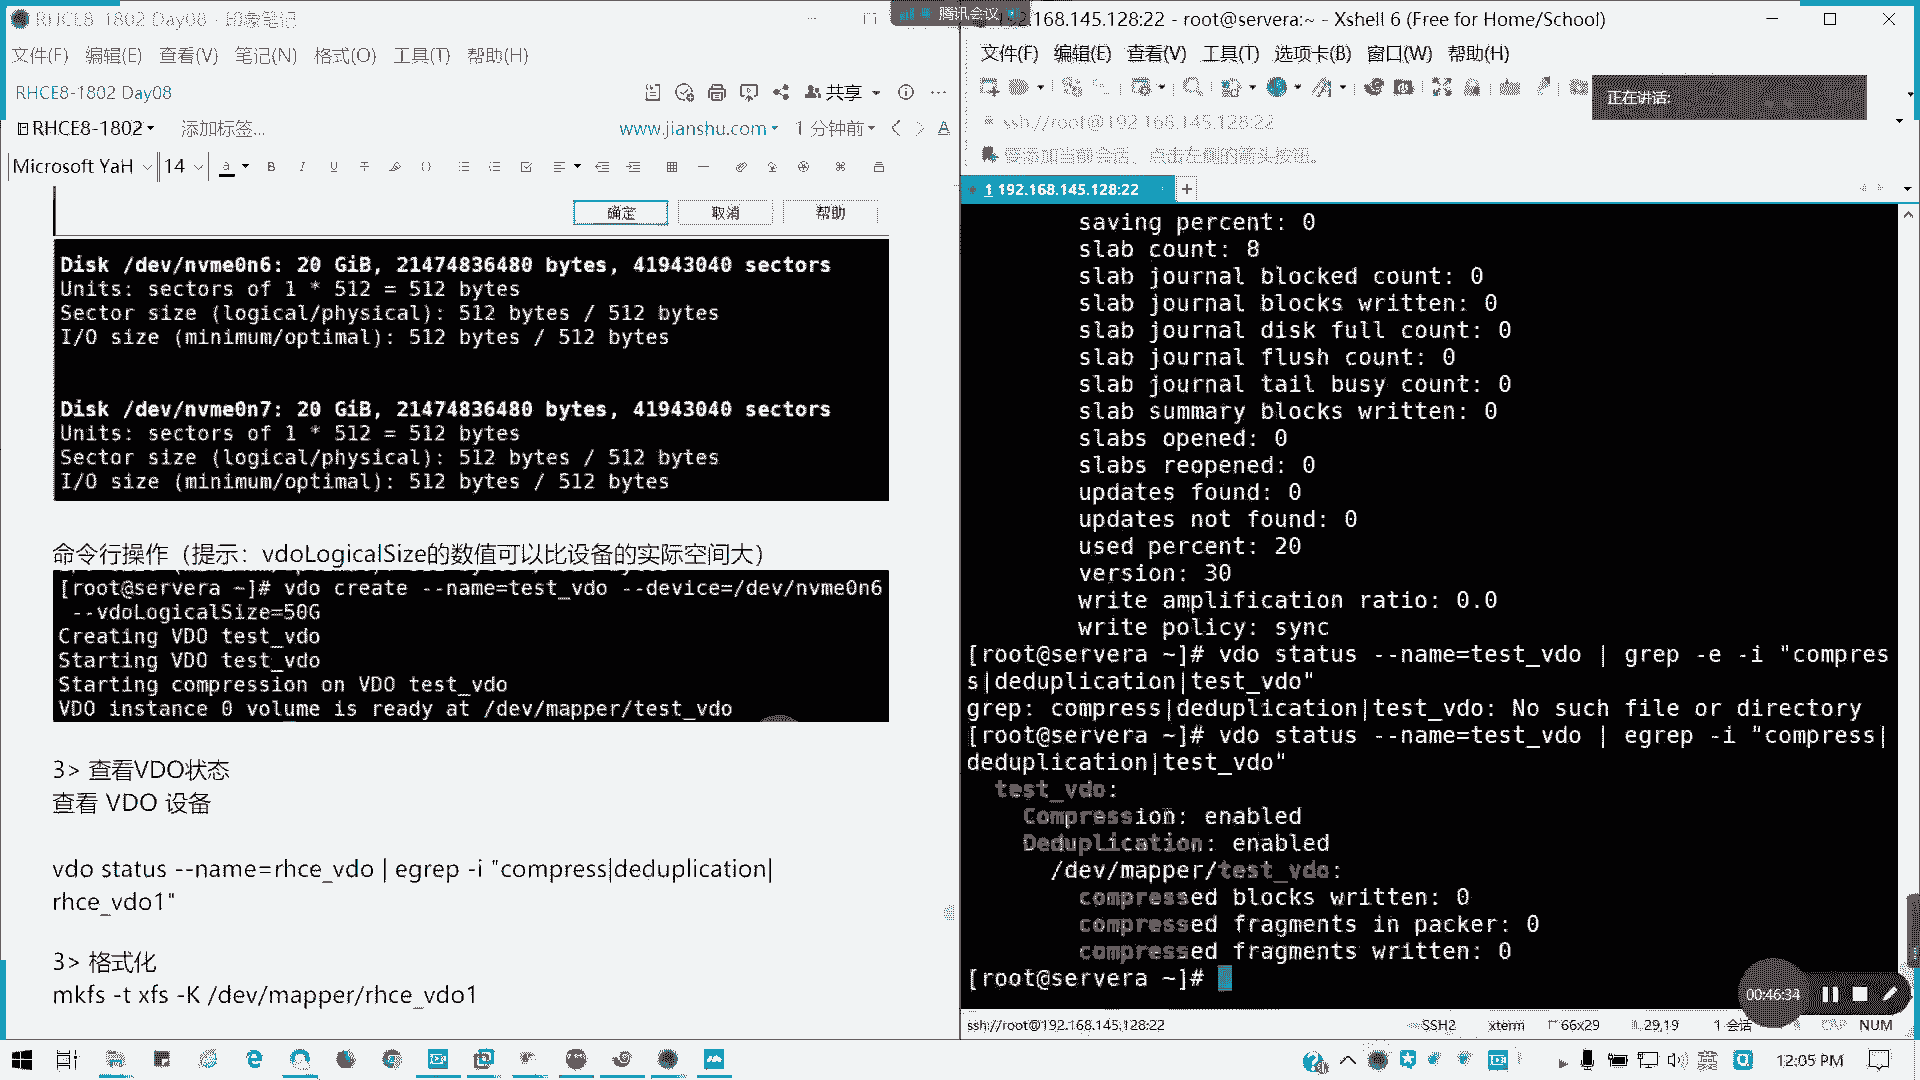 RHCE8-1802 Day08 - 印象笔记
文件(F) 编辑(E) 查看(V) 笔记(N) 格式(O) 工具(T) 帮助(H)
RHCE8-1802 Day08
共享
RHCE8-1802
添加标签...
www.jianshu.com
1 分钟前
Microsoft YaH 14
确定 取消 帮助
Disk /dev/nvme0n6: 20 GiB, 21474836480 bytes, 41943040 sectors
Units: sectors of 1 * 512 = 512 bytes
Sector size (logical/physical): 512 bytes / 512 bytes
I/O size (minimum/optimal): 512 bytes / 512 bytes
Disk /dev/nvme0n7: 20 GiB, 21474836480 bytes, 41943040 sectors
Units: sectors of 1 * 512 = 512 bytes
Sector size (logical/physical): 512 bytes / 512 bytes
I/O size (minimum/optimal): 512 bytes / 512 bytes
命令行操作（提示：vdoLogicalSize的数值可以比设备的实际空间大）
[root@servera ~]# vdo create --name=test_vdo --device=/dev/nvme0n6
--vdoLogicalSize=50G
Creating VDO test_vdo
Starting VDO test_vdo
Starting compression on VDO test_vdo
VDO instance 0 volume is ready at /dev/mapper/test_vdo
3> 查看VDO状态
查看 VDO 设备
vdo status --name=rhce_vdo | egrep -i "compress|deduplication|
rhce_vdo1"
3> 格式化
mkfs -t xfs -K /dev/mapper/rhce_vdo1
腾讯会议
.168.145.128:22 - root@servera:~ - Xshell 6 (Free for Home/School)
文件(F) 编辑(E) 查看(V) 工具(T) 选项卡(B) 窗口(W) 帮助(H)
正在讲话:
ssh://root@192.168.145.128:22
要添加当前会话，点击左侧的箭头按钮。
1 192.168.145.128:22
saving percent: 0
slab count: 8
slab journal blocked count: 0
slab journal blocks written: 0
slab journal disk full count: 0
slab journal flush count: 0
slab journal tail busy count: 0
slab summary blocks written: 0
slabs opened: 0
slabs reopened: 0
updates found: 0
updates not found: 0
used percent: 20
version: 30
write amplification ratio: 0.0
write policy: sync
[root@servera ~]# vdo status --name=test_vdo | grep -e -i "compres
s|deduplication|test_vdo"
grep: compress|deduplication|test_vdo: No such file or directory
[root@servera ~]# vdo status --name=test_vdo | egrep -i "compress|
deduplication|test_vdo"
test_vdo:
Compression: enabled
Deduplication: enabled
/dev/mapper/test_vdo:
compressed blocks written: 0
compressed fragments in packer: 0
compressed fragments written: 0
[root@servera ~]#
00:46:34
ssh://root@192.168.145.128:22
SSH2 xterm 66x29 29,19 1 会话 CAP NUM
英
12:05 PM